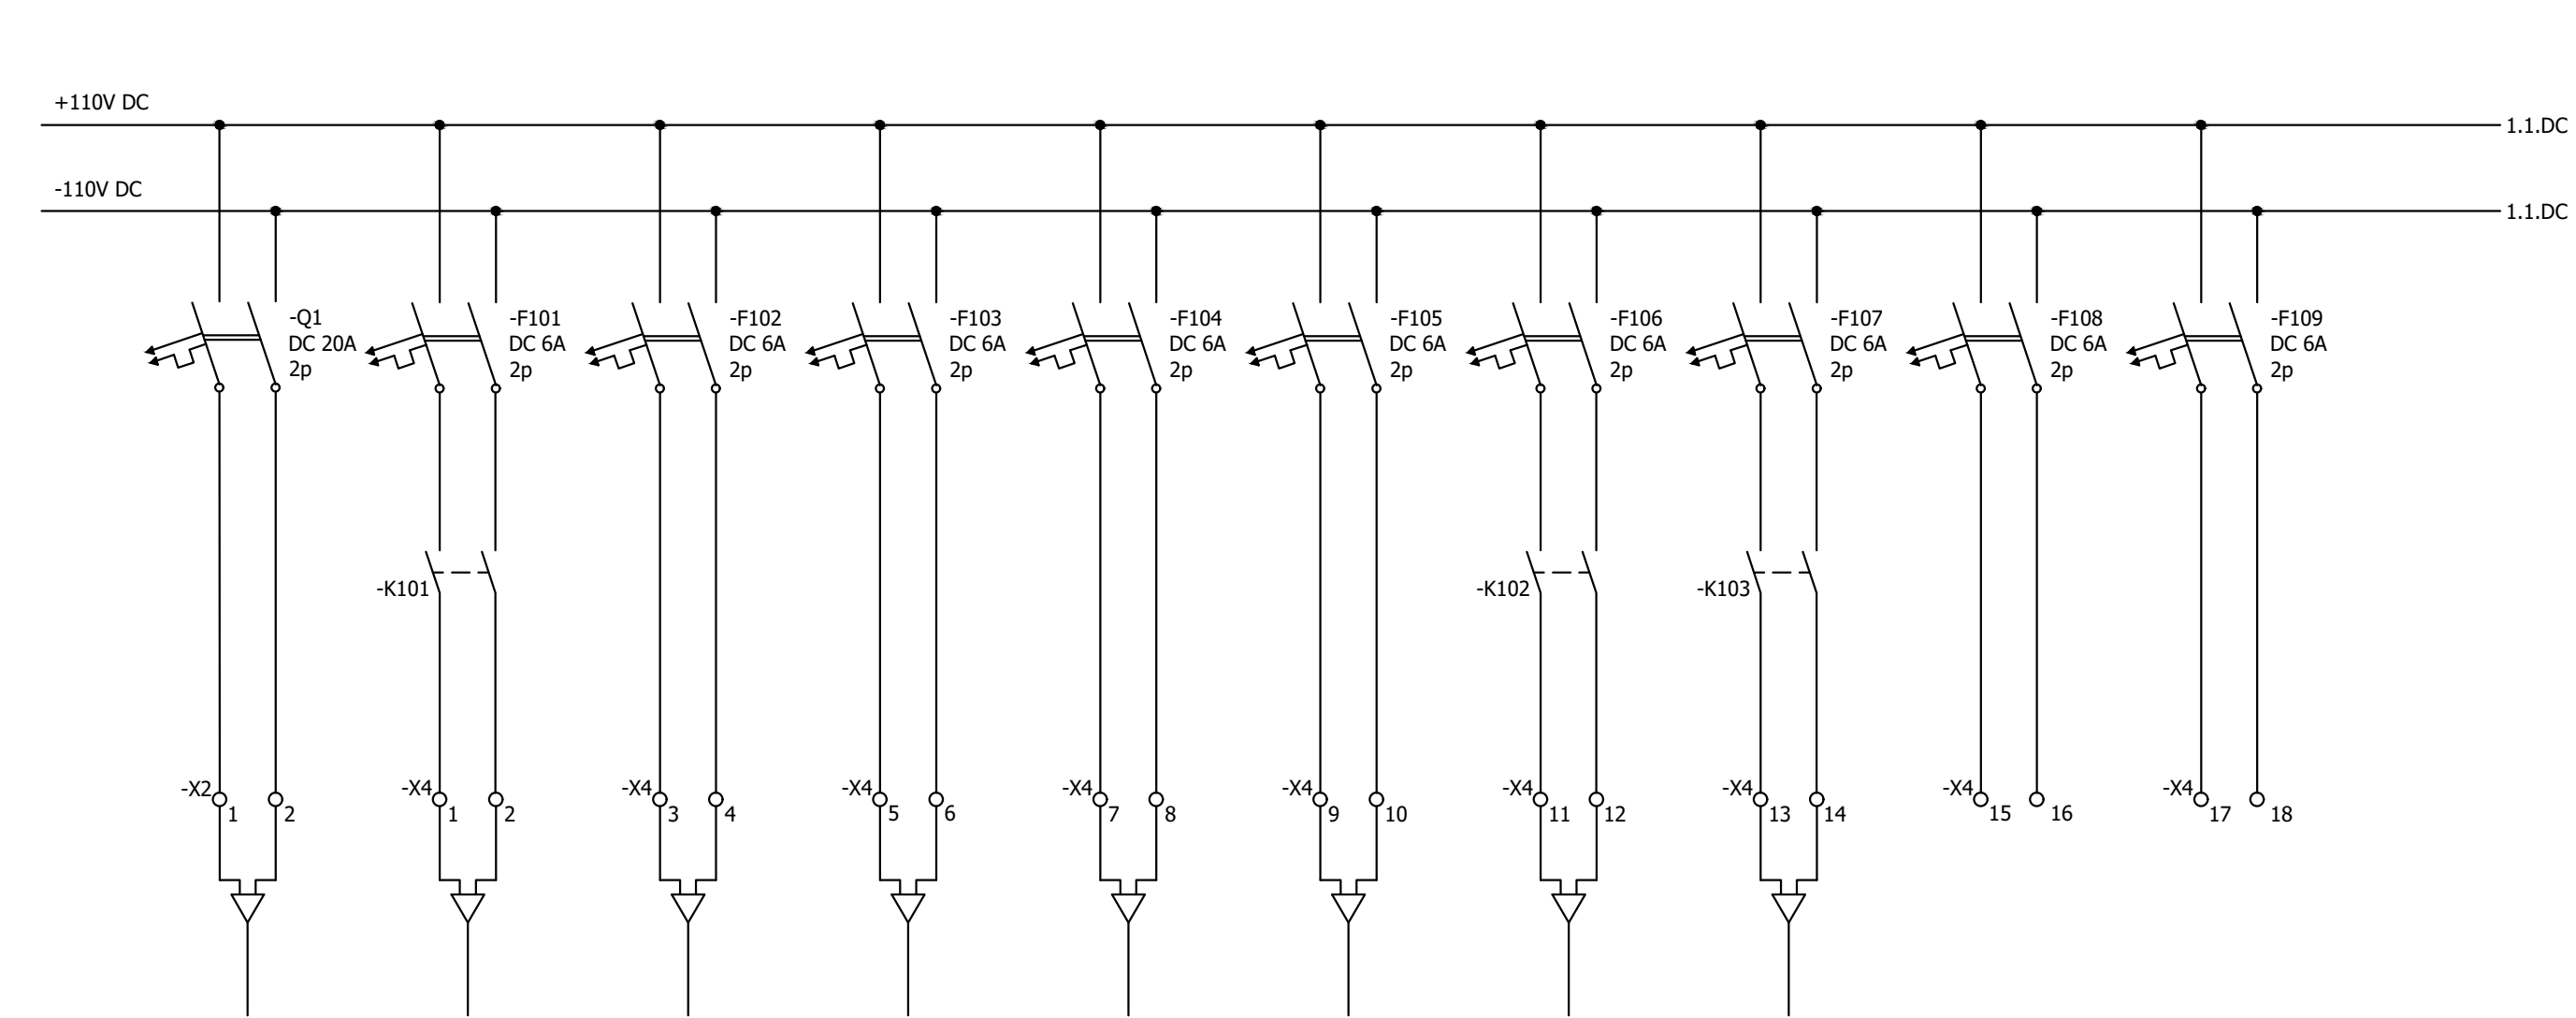 +110V DC
1.1.DC
-110V DC
1.1.DC
-Q1
DC 20A
2p
-F101
DC 6A
2p
-F102
DC 6A
2p
-F103
DC 6A
2p
-F104
DC 6A
2p
-F105
DC 6A
2p
-F106
DC 6A
2p
-F107
DC 6A
2p
-F108
DC 6A
2p
-F109
DC 6A
2p
-K101
-K102
-K103
-X2
1
2
-X4
1
2
-X4
3
4
-X4
5
6
-X4
7
8
-X4
9
10
-X4
11
12
-X4
13
14
-X4
15
16
-X4
17
18